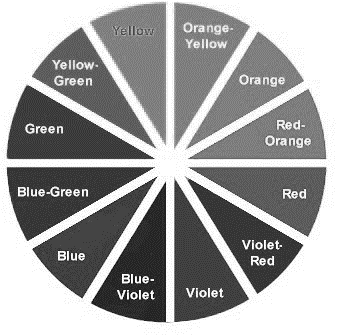 Yellow
Orange-
Yellow
Orange
Red-
Orange
Red
Violet-
Red
Violet
Blue-
Violet
Blue
Blue-Green
Green
Yellow-
Green